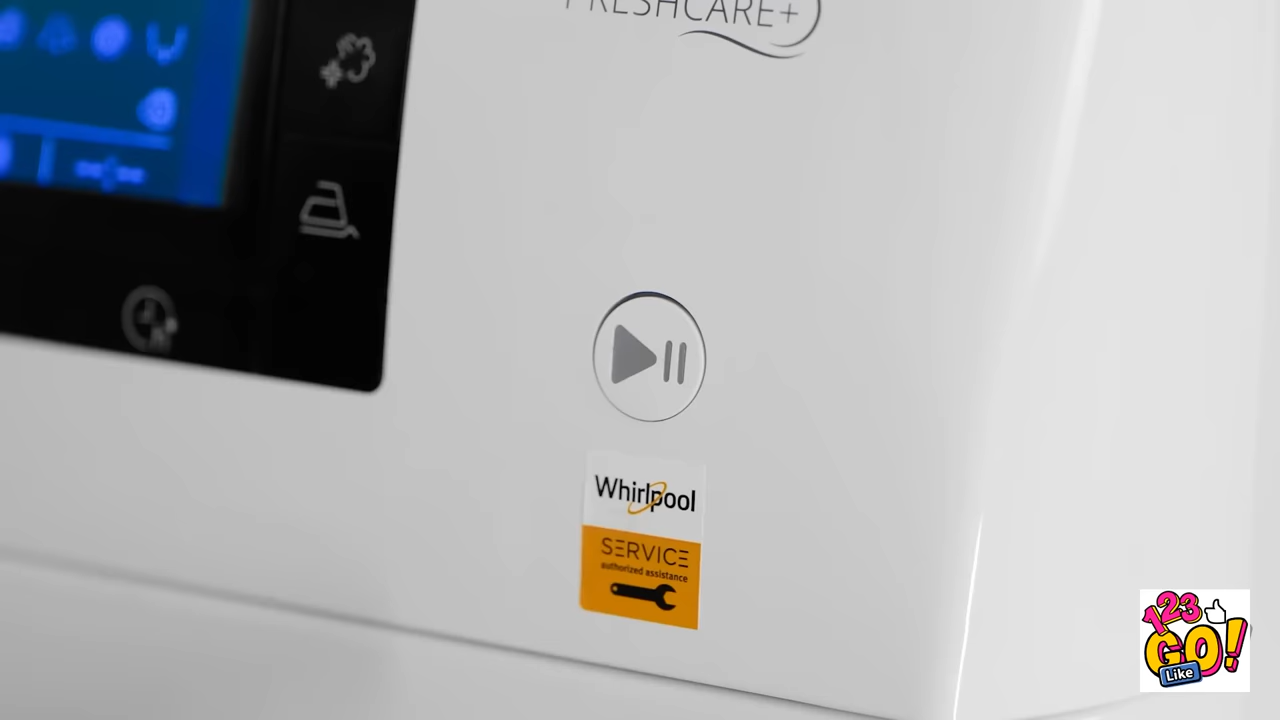 FRESHCARE+
Whirlpool
SERVICE
authorized assistance
123
GO!
Like